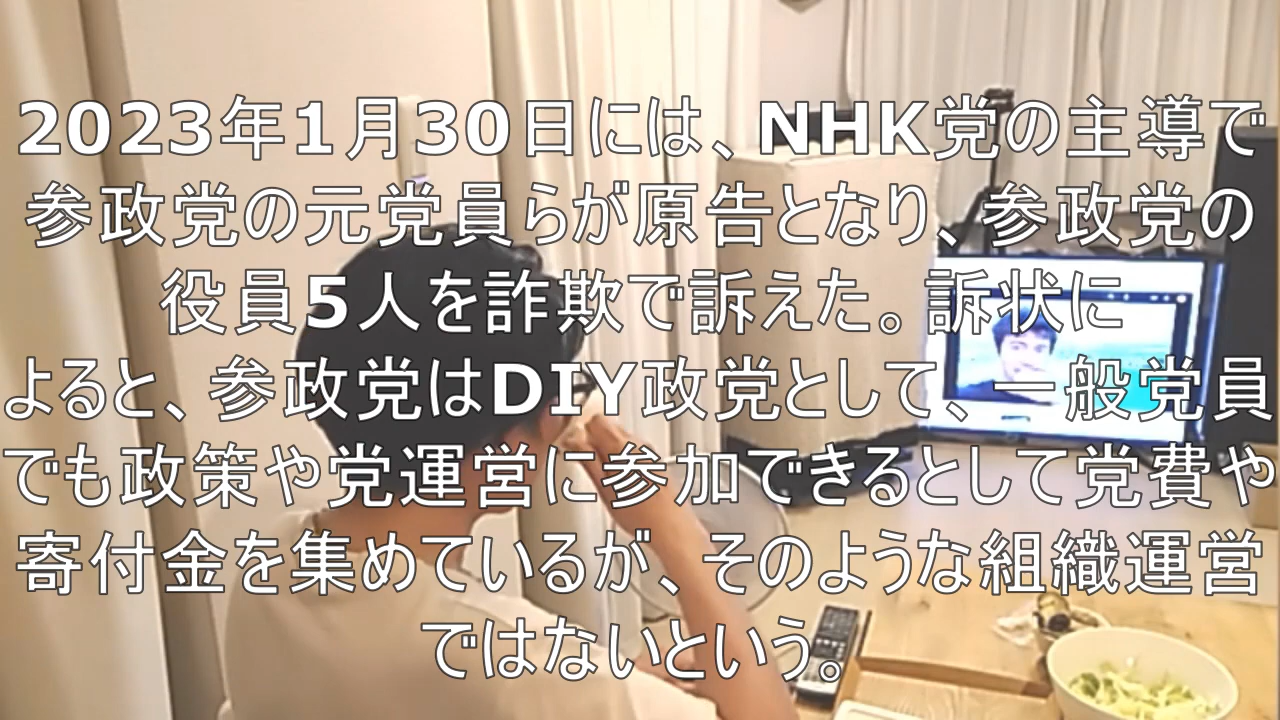 2023年1月30日には、NHK党の主導で
参政党の元党員らが原告となり、参政党の
役員5人を詐欺で訴えた。訴状に
よると、参政党はDIY政党として、一般党員
でも政策や党運営に参加できるとして党費や
寄付金を集めているが、そのような組織運営
ではないという。